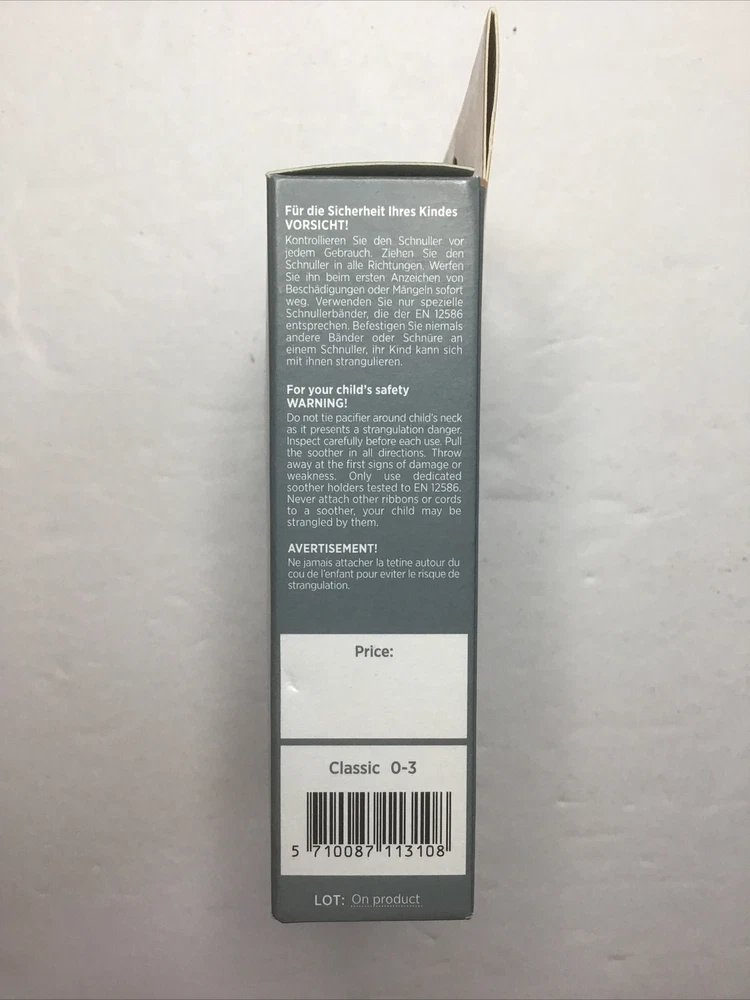 Für die Sicherheit Ihres Kindes
VORSICHT!
Kontrollieren Sie den Schnuller vor
jedem Gebrauch. Ziehen Sie den
Schnuller in alle Richtungen. Werfen
Sie ihn beim ersten Anzeichen von
Beschädigungen oder Mängeln sofort
weg. Verwenden Sie nur spezielle
Schnullerbänder, die der EN 12586
entsprechen. Befestigen Sie niemals
andere Bänder oder Schnüre an
einem Schnuller, ihr Kind kann sich
mit ihnen strangulieren.
For your child's safety
WARNING!
Do not tie pacifier around child's neck
as it presents a strangulation danger.
Inspect carefully before each use. Pull
the soother in all directions. Throw
away at the first signs of damage or
weakness. Only use dedicated
soother holders tested to EN 12586.
Never attach other ribbons or cords
to a soother, your child may be
strangled by them.
AVERTISEMENT!
Ne jamais attacher la tetine autour du
cou de l'enfant pour eviter le risque de
strangulation.
Price:
Classic 0-3
5 710087 113108
LOT: On product